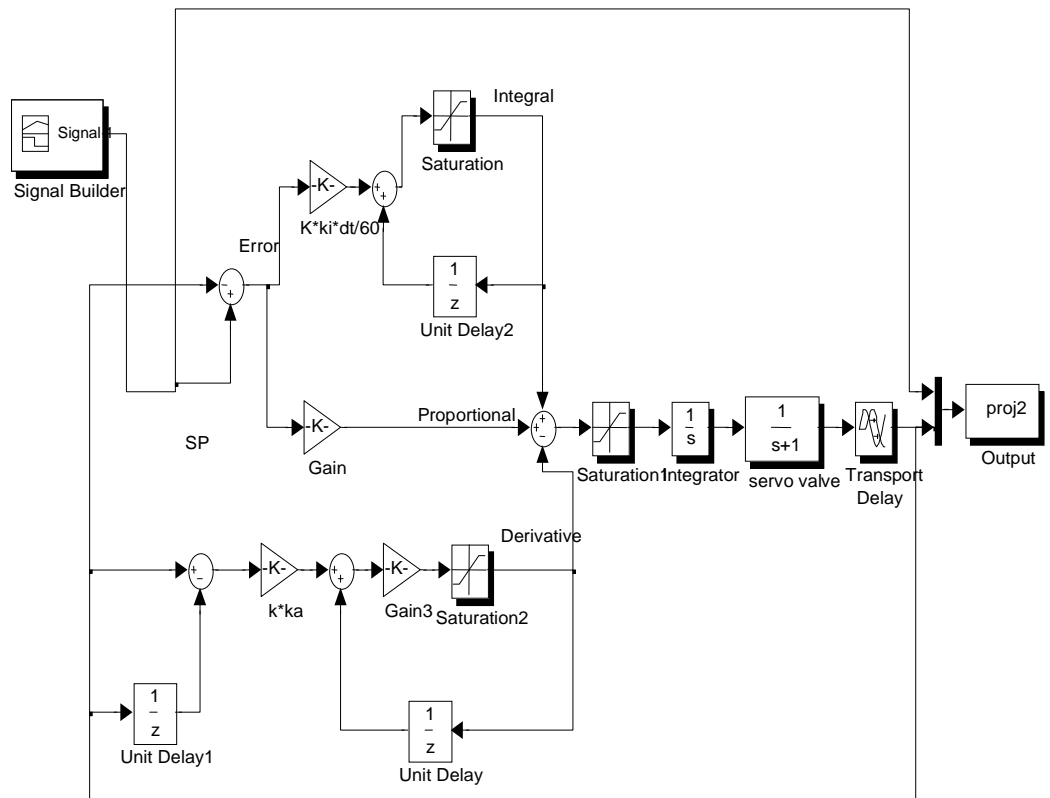 Integral
Signal 1
Saturation
Signal Builder
-K-
+
+
K*ki*dt/60
Error
-
+
1
z
Unit Delay2
proj2
Proportional
-K-
+
+
-
1
s
1
s+1
SP
Output
Gain
Saturation1
Integrator
servo valve
Transport
Delay
Derivative
+
-
-K-
+
+
-K-
k*ka
Gain3
Saturation2
1
z
Unit Delay1
1
z
Unit Delay